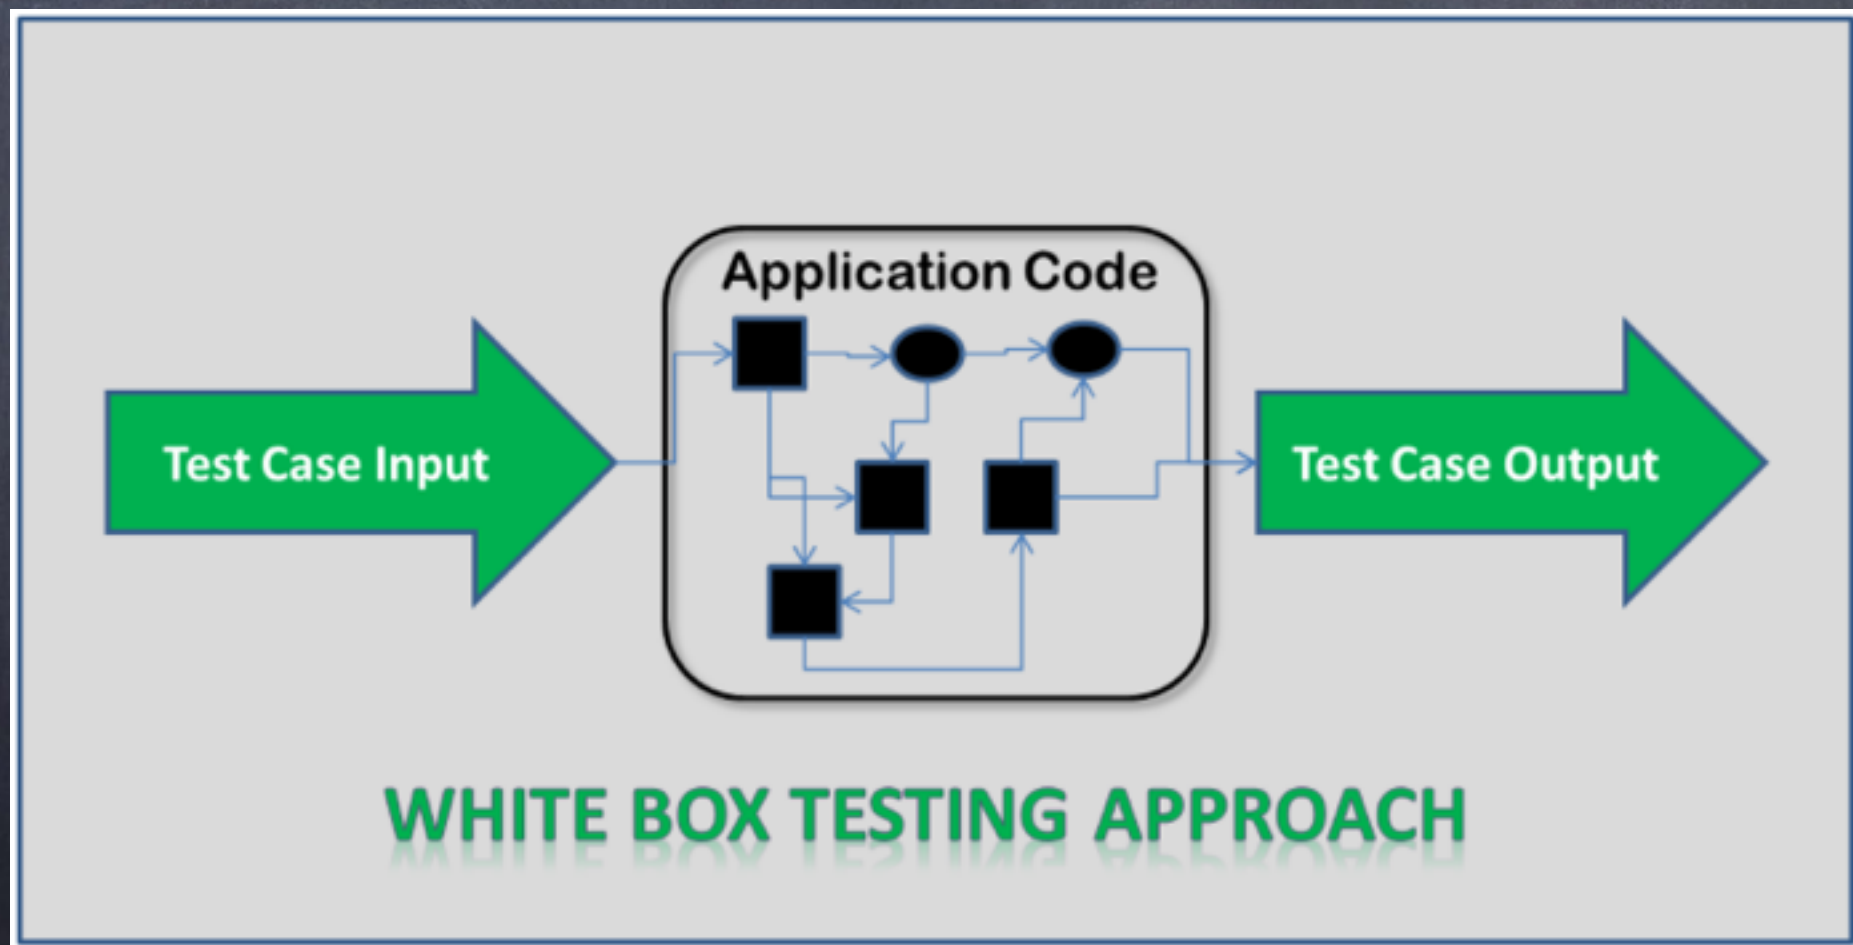 Application Code
Test Case Input
Test Case Output
WHITE BOX TESTING APPROACH